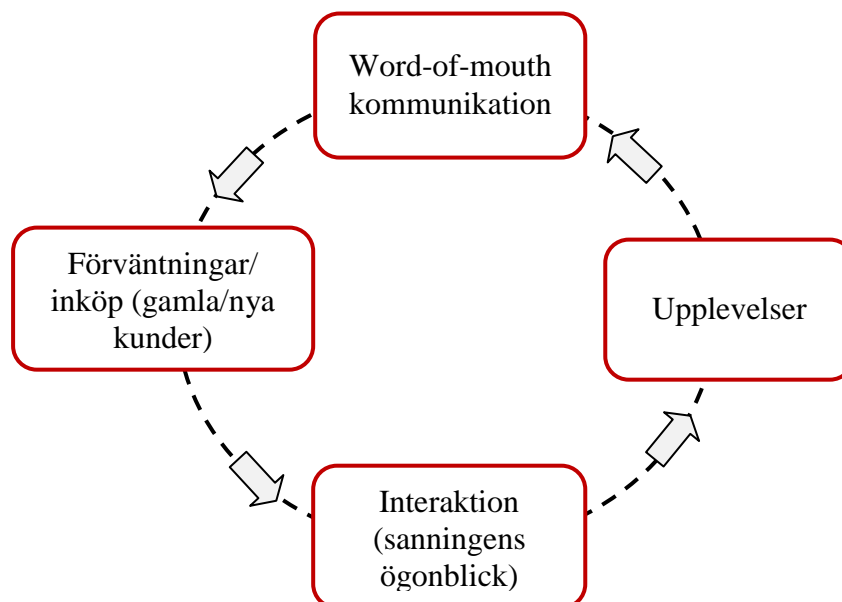 Word-of-mouth
kommunikation
Förväntningar/
inköp (gamla/nya
kunder)
Upplevelser
Interaktion
(sanningens
ögonblick)